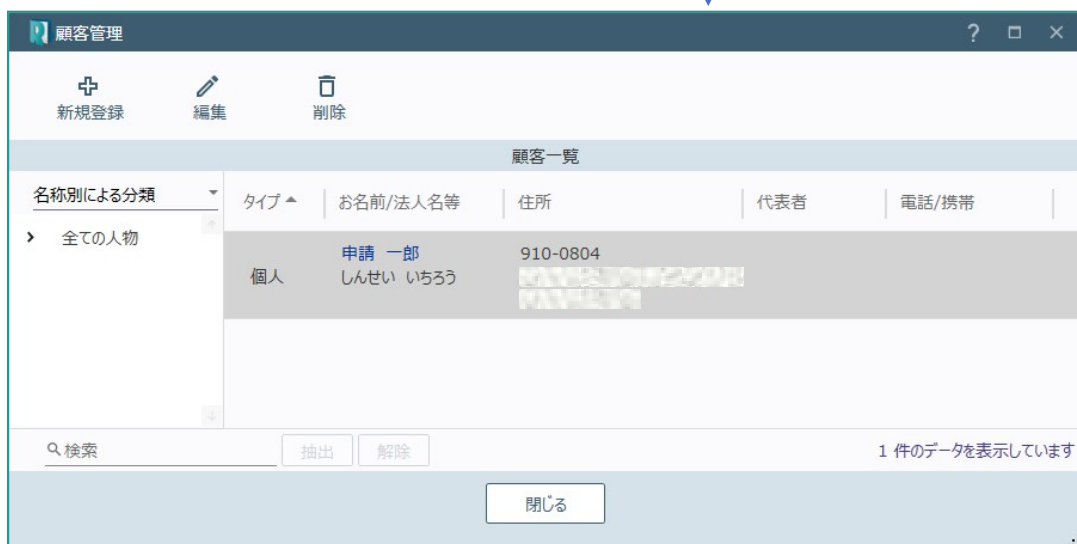 顧客管理
新規登録 編集 削除
顧客一覧
名称別による分類
タイプ お名前/法人名等 住所 代表者 電話/携帯
全ての人物
申請 一郎 910-0804
個人 しんせい いちろう
検索 抽出 解除 1 件のデータを表示しています
閉じる